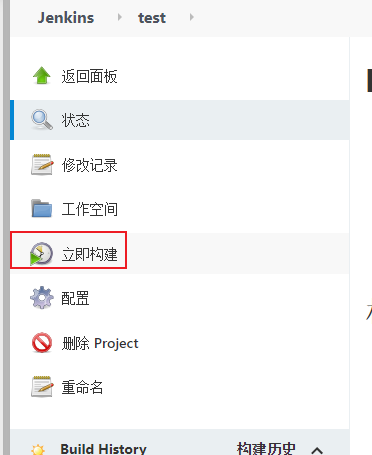 Jenkins test
返回面板
状态
修改记录
工作空间
立即构建
配置
删除 Project
重命名
Build History 构建历史